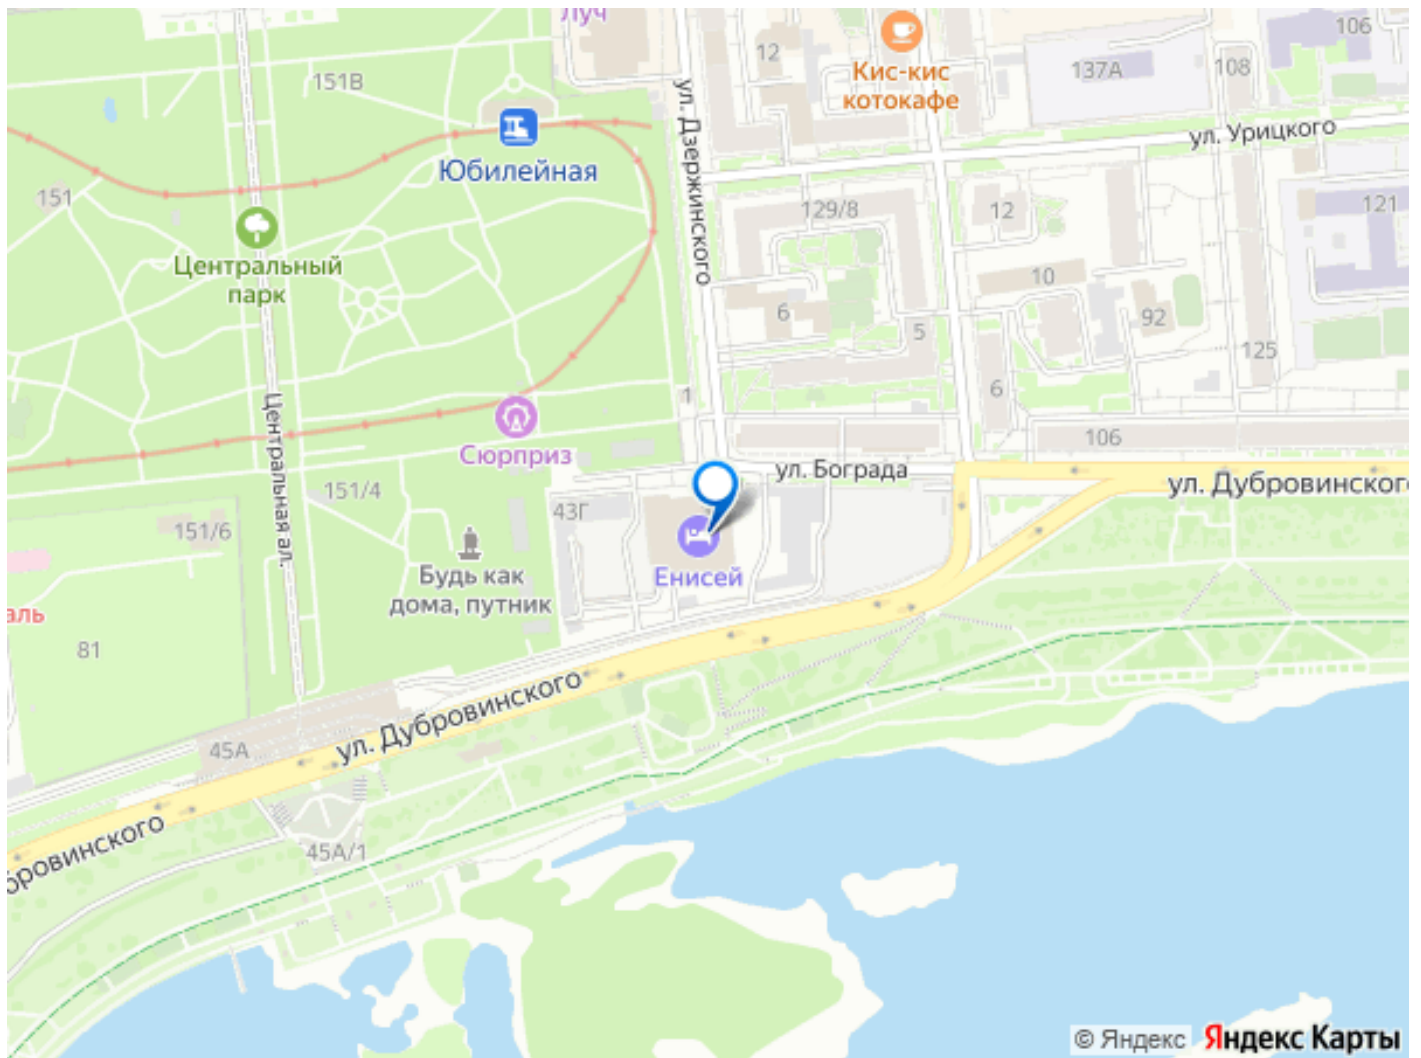 Луч
12
106
Кис-кис
котокафе
137А
108
151В
ул. Дзержинского
ул. Урицкого
Юбилейная
151
129/8
12
121
Центральный
парк
10
6
92
5
125
1
6
Центральная ал.
106
Сюрприз
ул. Бограда
ул. Дубровинского
151/4
43Г
151/6
Енисей
Будь как
дома, путник
аль
81
ул. Дубровинского
45А
бровинского
45А/1
© Яндекс
Яндекс Карты